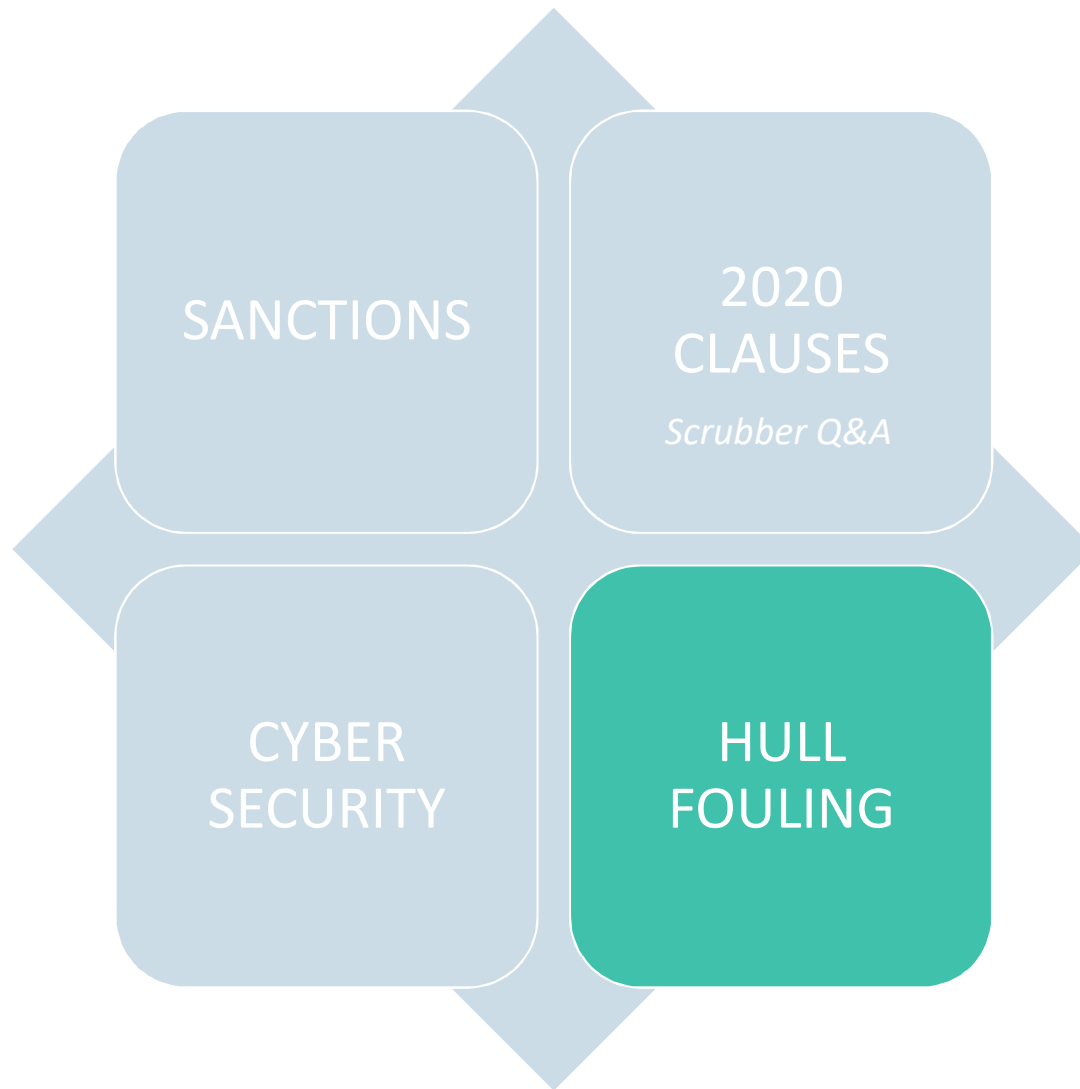 SANCTIONS
2020
CLAUSES
Scrubber Q&A
CYBER
SECURITY
HULL
FOULING